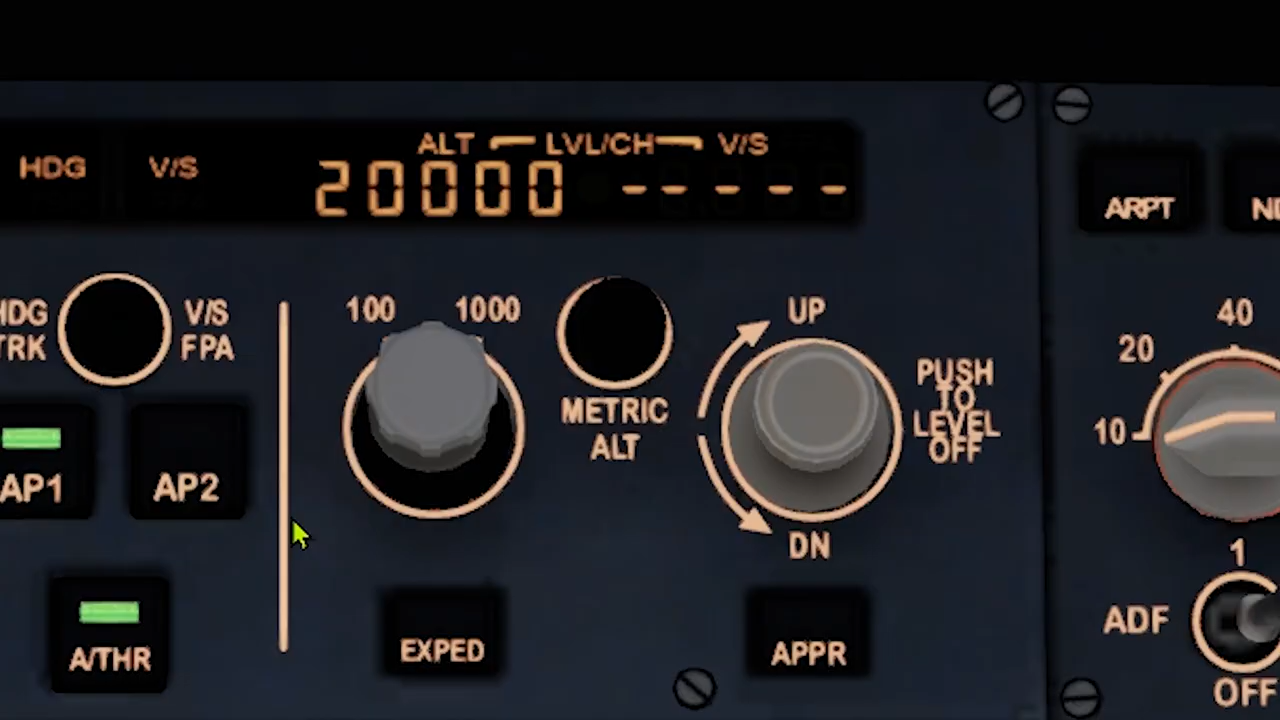 ALT LVL/CH V/S
HDG V/S
20000 -----
ARPT
100 1000
UP
HDG V/S
TRK FPA
40
20
10
PUSH
TO
LEVEL
OFF
METRIC
ALT
AP1 AP2
DN
1
ADF
OFF
A/THR
EXPED
APPR